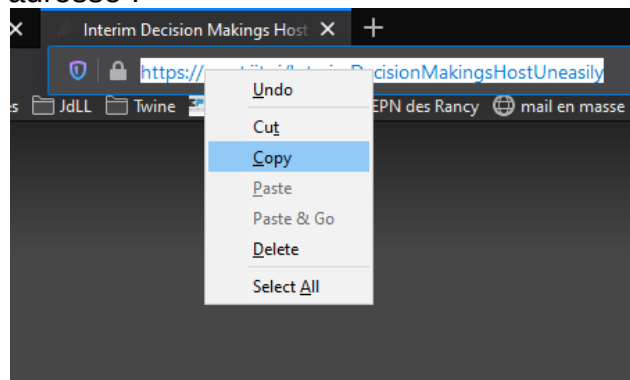 adresse :
Interim Decision Makings Host
https:// DecisionMakingsHostUneasily
JdLL Twine EPN des Rancy mail en masse
Undo
Cut
Copy
Paste
Paste & Go
Delete
Select All